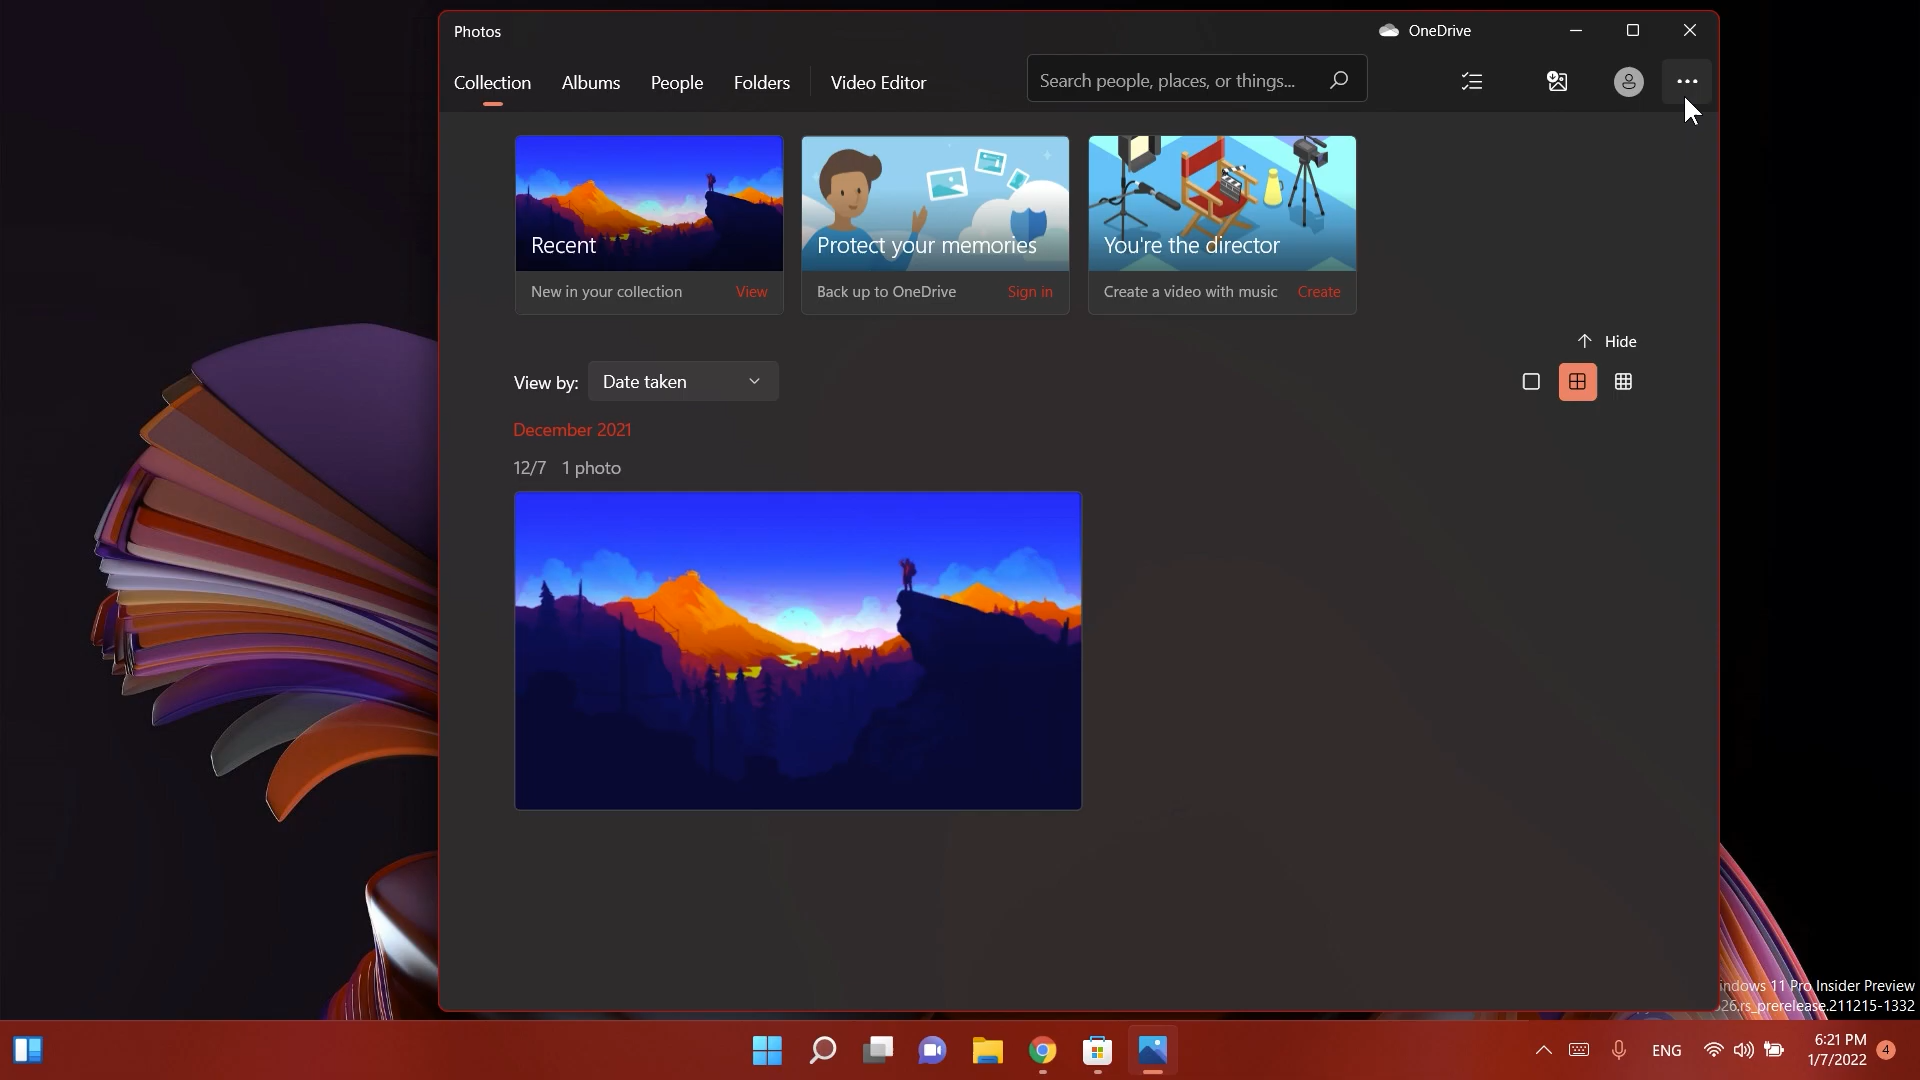 Photos
OneDrive
Collection Albums People Folders Video Editor
Search people, places, or things...
Recent
New in your collection View
Protect your memories
Back up to OneDrive Sign in
You're the director
Create a video with music Create
Hide
View by: Date taken
December 2021
12/7 1 photo
indows 11 Pro Insider Preview
26.rs_prerelease.211215-1332
ENG
6:21 PM
1/7/2022
4